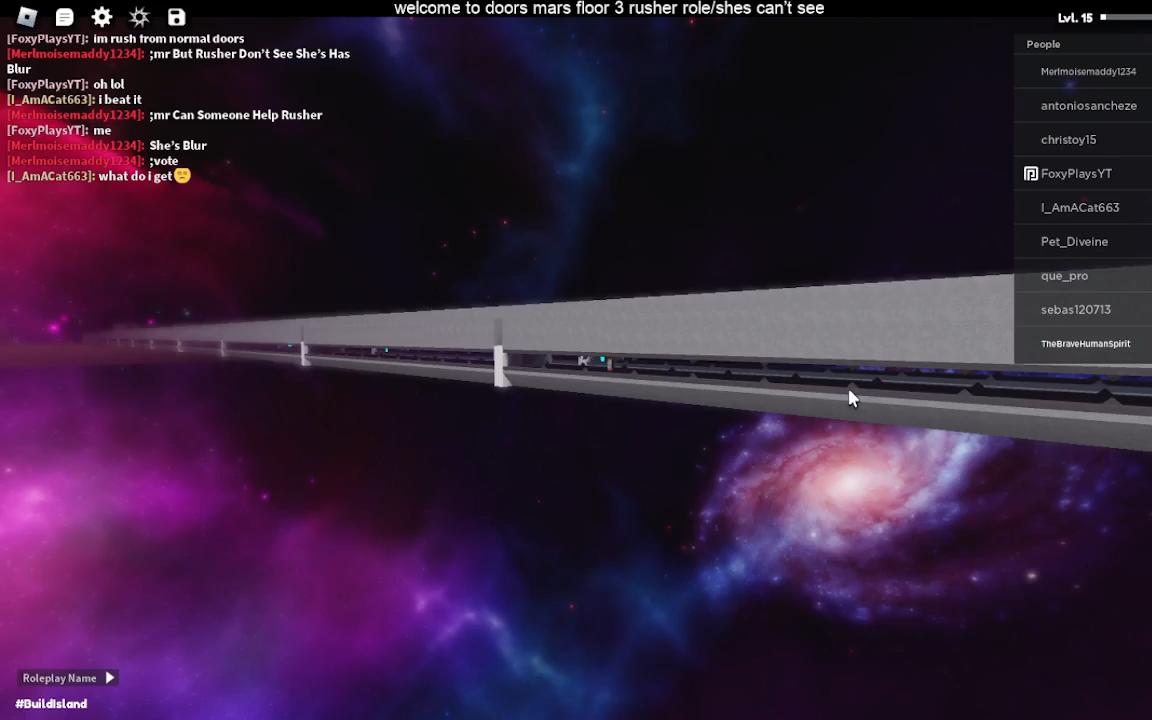 welcome to doors mars floor 3 rusher role/shes can't see
Lvl. 15
[FoxyPlaysYT]: im rush from normal doors
[Merlmoisemaddy1234]: ;mr But Rusher Don't See She's Has
Blur
[FoxyPlaysYT]: oh lol
[I_AmACat663]: i beat it
[Merlmoisemaddy1234]: ;mr Can Someone Help Rusher
[FoxyPlaysYT]: me
[Merlmoisemaddy1234]: She's Blur
[Merlmoisemaddy1234]: ;vote
[I_AmACat663]: what do i get
People
Merlmoisemaddy1234
antoniosancheze
christoy15
FoxyPlaysYT
I_AmACat663
Pet_Diveine
que_pro
sebas120713
TheBraveHumanSpirit
Roleplay Name
#BuildIsland